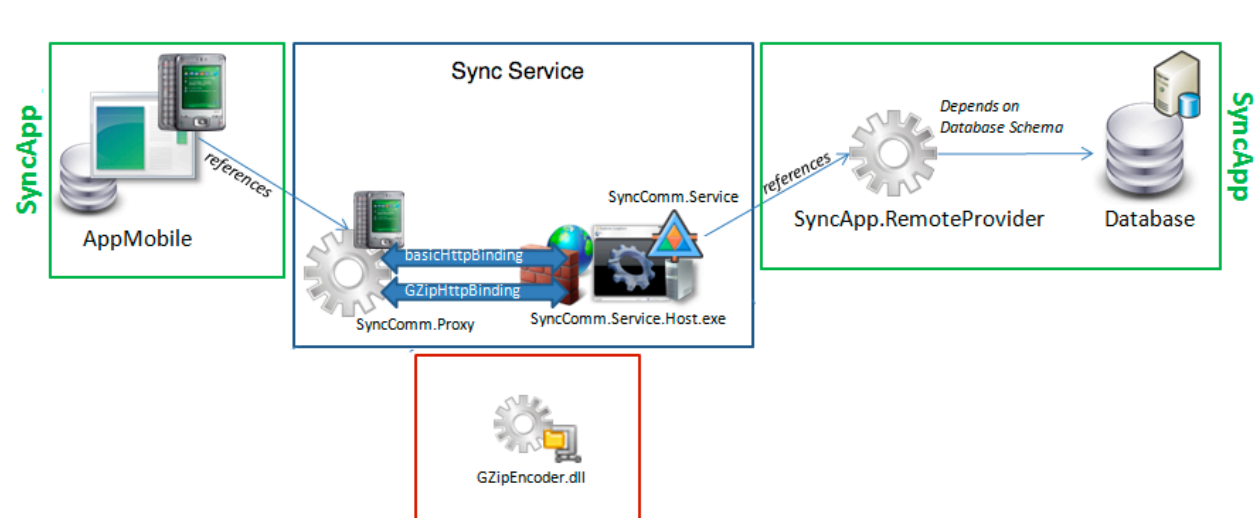 Sync Service
SyncApp
references
AppMobile
basicHttpBinding
GZipHttpBinding
SyncComm.Proxy
SyncComm.Service
SyncComm.Service.Host.exe
references
Depends on
Database Schema
SyncApp.RemoteProvider
Database
SyncApp
GZipEncoder.dll